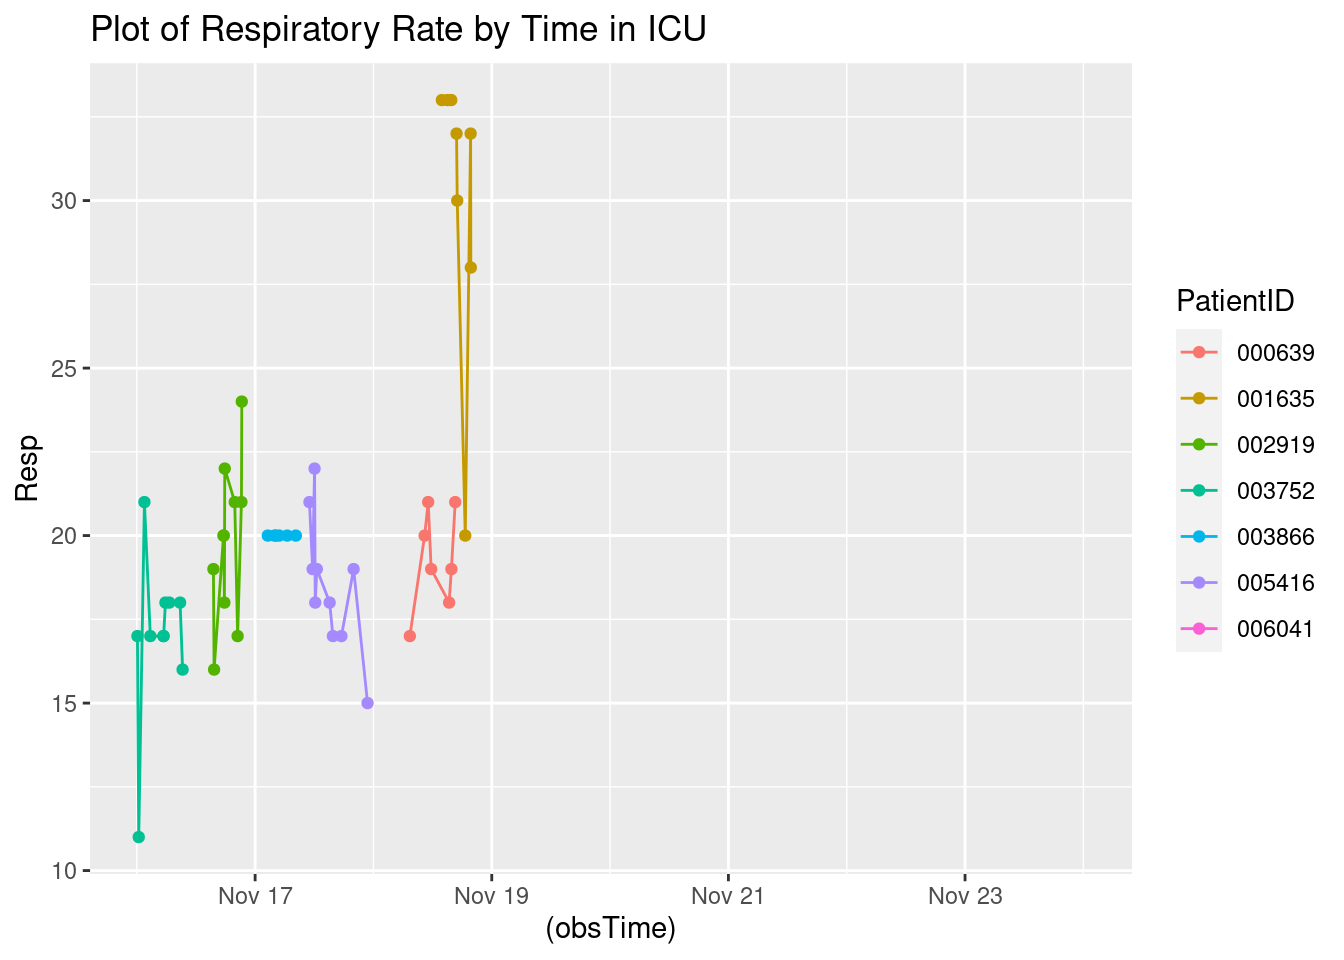 Plot of Respiratory Rate by Time in ICU
Resp
30
25
20
15
10
Nov 17 Nov 19 Nov 21 Nov 23
(obsTime)
PatientID
000639
001635
002919
003752
003866
005416
006041